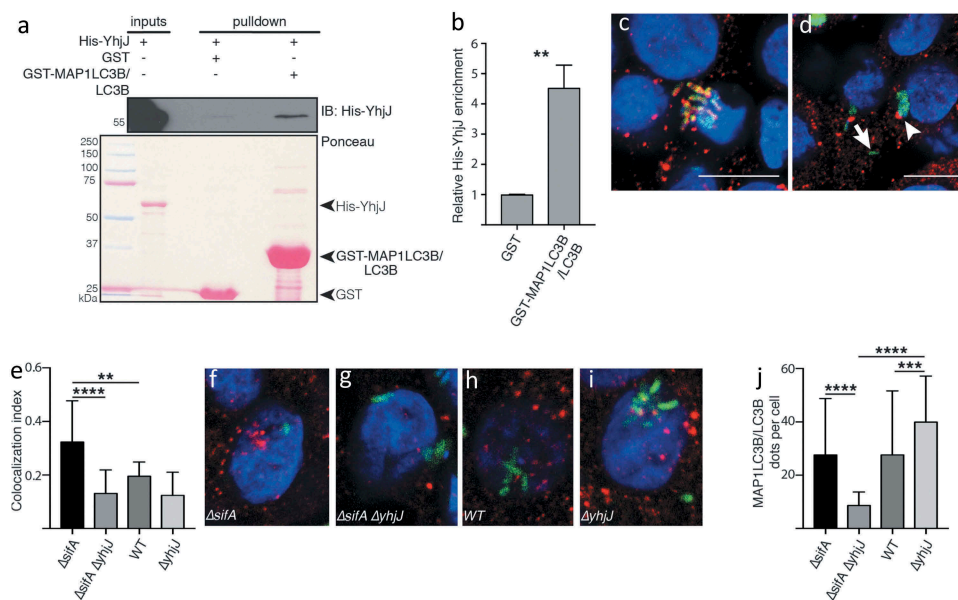 a
inputs pulldown
His-YhjJ + + +
GST - + -
GST-MAP1LC3B/ - - +
LC3B
55
IB: His-YhjJ
Ponceau
250
150
100
75
50
37
25
kDa
His-YhjJ
GST-MAP1LC3B/
LC3B
GST
b
Relative His-YhjJ enrichment
6
5
4
3
2
1
0
**
GST
GST-MAP1LC3B
/LC3B
c
d
e
Colocalization index
0.6
0.4
0.2
0
**
****
ΔsifA
ΔsifA ΔyhjJ
WT
ΔyhjJ
f
ΔsifA
g
ΔsifA ΔyhjJ
h
WT
i
ΔyhjJ
j
MAP1LC3B/LC3B
dots per cell
60
40
20
0
****
****
***
ΔsifA
ΔsifA ΔyhjJ
WT
ΔyhjJ